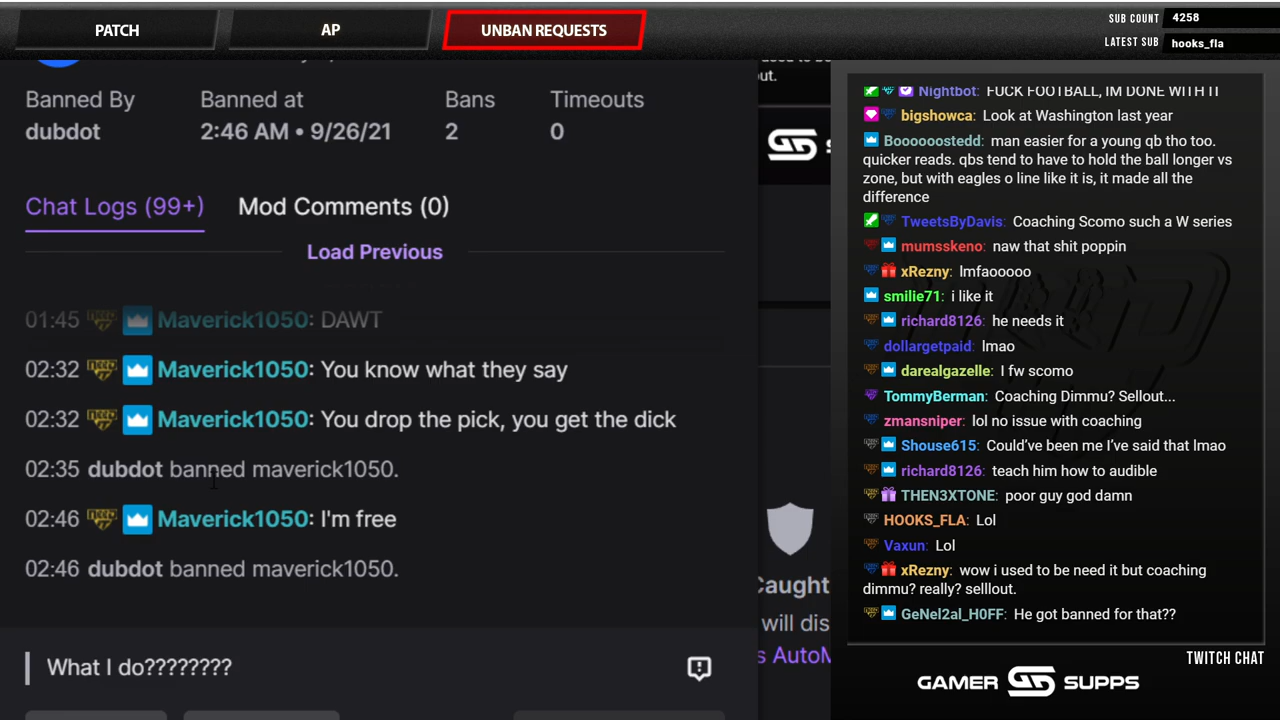 PATCH
AP
UNBAN REQUESTS
SUB COUNT 4258
LATEST SUB hooks_fla
Banned By
dubdot
Banned at
2:46 AM • 9/26/21
Bans
2
Timeouts
0
Chat Logs (99+)
Mod Comments (0)
Load Previous
01:45 Maverick1050: DAWT
02:32 Maverick1050: You know what they say
02:32 Maverick1050: You drop the pick, you get the dick
02:35 dubdot banned maverick1050.
02:46 Maverick1050: I'm free
02:46 dubdot banned maverick1050.
What I do????????
out.
Caught
will dis
s AutoM
Nightbot: FUCK FOOTBALL, IM DONE WITH IT
bigshowca: Look at Washington last year
Boooooostedd: man easier for a young qb tho too.
quicker reads. qbs tend to have to hold the ball longer vs
zone, but with eagles o line like it is, it made all the
difference
TweetsByDavis: Coaching Scomo such a W series
mumsskeno: naw that shit poppin
xRezny: lmfaooooo
smilie71: i like it
richard8126: he needs it
dollargetpaid: lmao
darealgazelle: I fw scomo
TommyBerman: Coaching Dimmu? Sellout...
zmansniper: lol no issue with coaching
Shouse615: Could've been me I've said that lmao
richard8126: teach him how to audible
THEN3XTONE: poor guy god damn
HOOKS_FLA: Lol
Vaxun: Lol
xRezny: wow i used to be need it but coaching
dimmu? really? selllout.
GeNel2al_H0FF: He got banned for that??
TWITCH CHAT
GAMER SUPPS